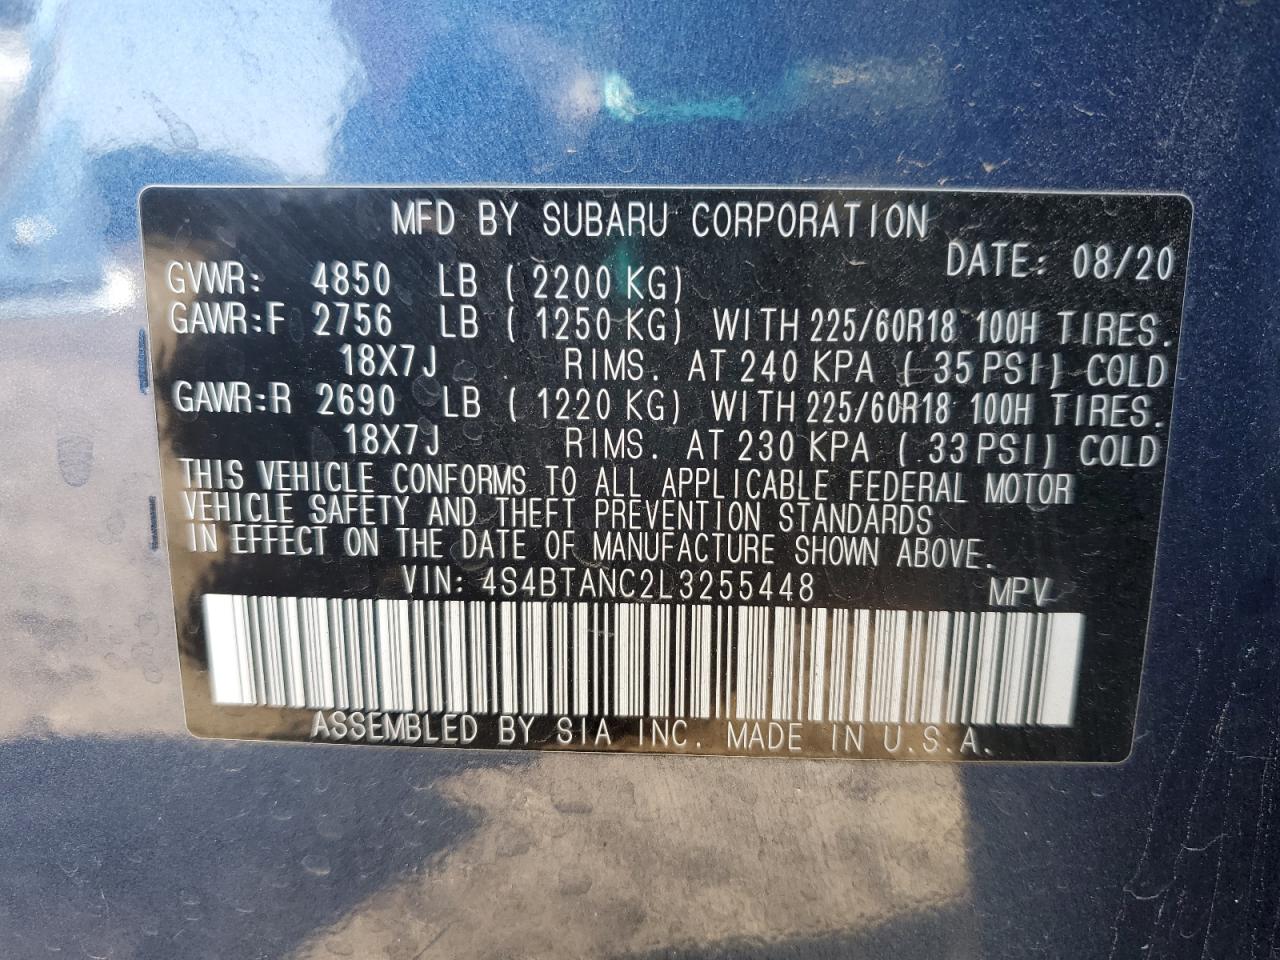 MFD BY SUBARU CORPORATION
DATE: 08/20
GVWR: 4850 LB ( 2200 KG)
GAWR:F 2756 LB ( 1250 KG) WITH 225/60R18 100H TIRES.
18X7J RIMS. AT 240 KPA ( 35 PSI) COLD
GAWR:R 2690 LB ( 1220 KG) WITH 225/60R18 100H TIRES.
18X7J RIMS. AT 230 KPA ( 33 PSI) COLD
THIS VEHICLE CONFORMS TO ALL APPLICABLE FEDERAL MOTOR
VEHICLE SAFETY AND THEFT PREVENTION STANDARDS
IN EFFECT ON THE DATE OF MANUFACTURE SHOWN ABOVE.
VIN: 4S4BTANC2L3255448 MPV
ASSEMBLED BY SIA INC. MADE IN U.S.A.